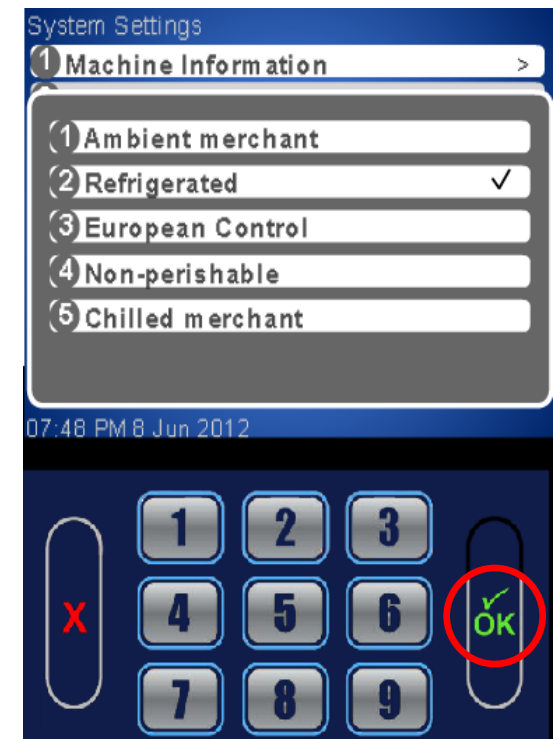 System Settings
1 Machine Information >
1 Ambient merchant
2 Refrigerated ✓
3 European Control
4 Non-perishable
5 Chilled merchant
07:48 PM 8 Jun 2012
1 2 3
X 4 5 6 ✓ OK
7 8 9